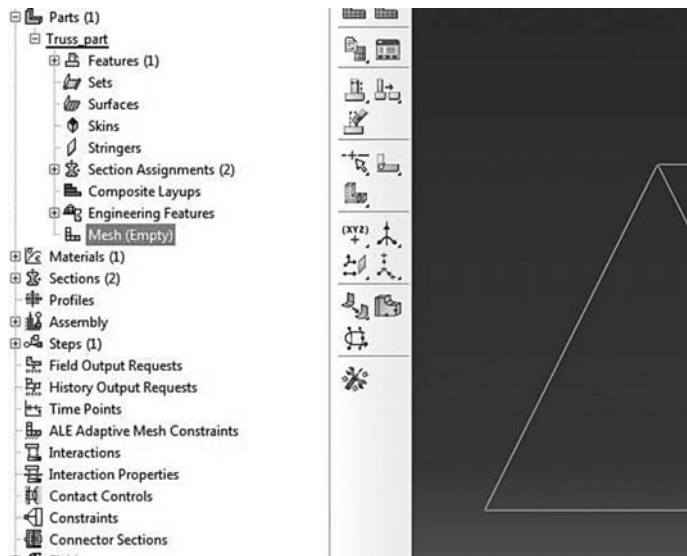 Parts (1)
Truss_part
Features (1)
Sets
Surfaces
Skins
Stringers
Section Assignments (2)
Composite Layups
Engineering Features
Mesh (Empty)
Materials (1)
Sections (2)
Profiles
Assembly
Steps (1)
Field Output Requests
History Output Requests
Time Points
ALE Adaptive Mesh Constraints
Interactions
Interaction Properties
Contact Controls
Constraints
Connector Sections
(XYZ)